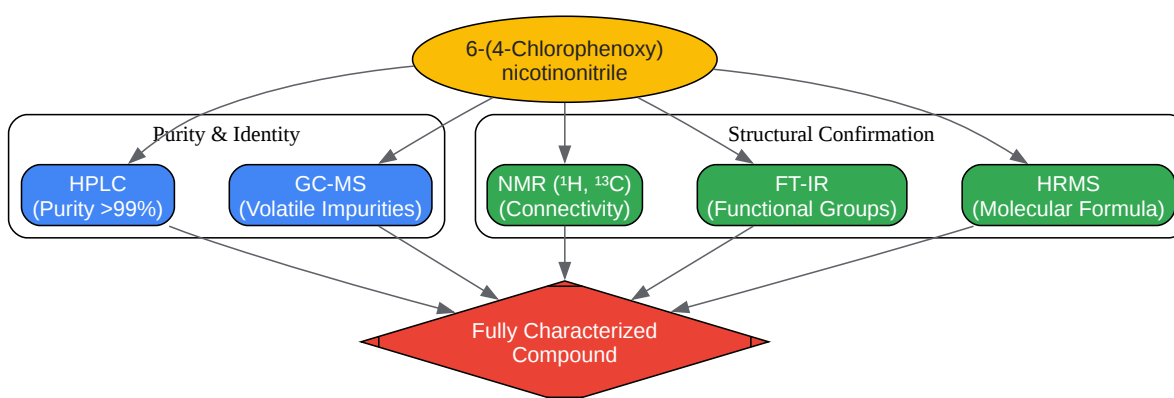 6-(4-Chlorophenoxy)
nicotinonitrile
Purity & Identity
Structural Confirmation
HPLC
(Purity >99%)
GC-MS
(Volatile Impurities)
NMR (¹H, ¹³C)
(Connectivity)
FT-IR
(Functional Groups)
HRMS
(Molecular Formula)
Fully Characterized
Compound